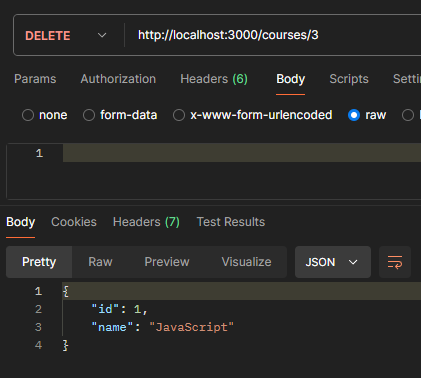 DELETE http://localhost:3000/courses/3
Params Authorization Headers (6) Body Scripts
none form-data x-www-form-urlencoded raw
1
Body Cookies Headers (7) Test Results
Pretty Raw Preview Visualize JSON
1 {
2 "id": 1,
3 "name": "JavaScript"
4 }